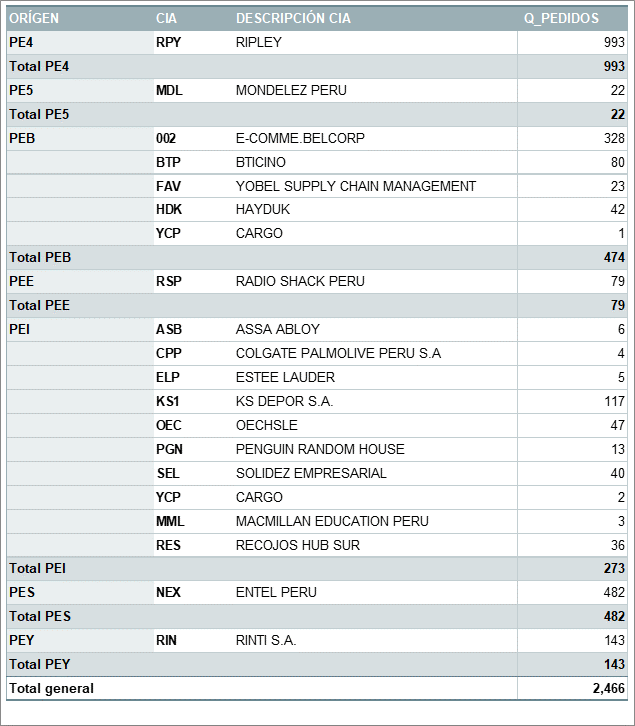 ORÍGEN CIA DESCRIPCIÓN CIA Q_PEDIDOS
PE4 RPY RIPLEY 993
Total PE4 993
PE5 MDL MONDELEZ PERU 22
Total PE5 22
PEB 002 E-COMME.BELCORP 328
BTP BTICINO 80
FAV YOBEL SUPPLY CHAIN MANAGEMENT 23
HDK HAYDUK 42
YCP CARGO 1
Total PEB 474
PEE RSP RADIO SHACK PERU 79
Total PEE 79
PEI ASB ASSA ABLOY 6
CPP COLGATE PALMOLIVE PERU S.A 4
ELP ESTEE LAUDER 5
KS1 KS DEPOR S.A. 117
OEC OECHSLE 47
PGN PENGUIN RANDOM HOUSE 13
SEL SOLIDEZ EMPRESARIAL 40
YCP CARGO 2
MML MACMILLAN EDUCATION PERU 3
RES RECOJOS HUB SUR 36
Total PEI 273
PES NEX ENTEL PERU 482
Total PES 482
PEY RIN RINTI S.A. 143
Total PEY 143
Total general 2,466